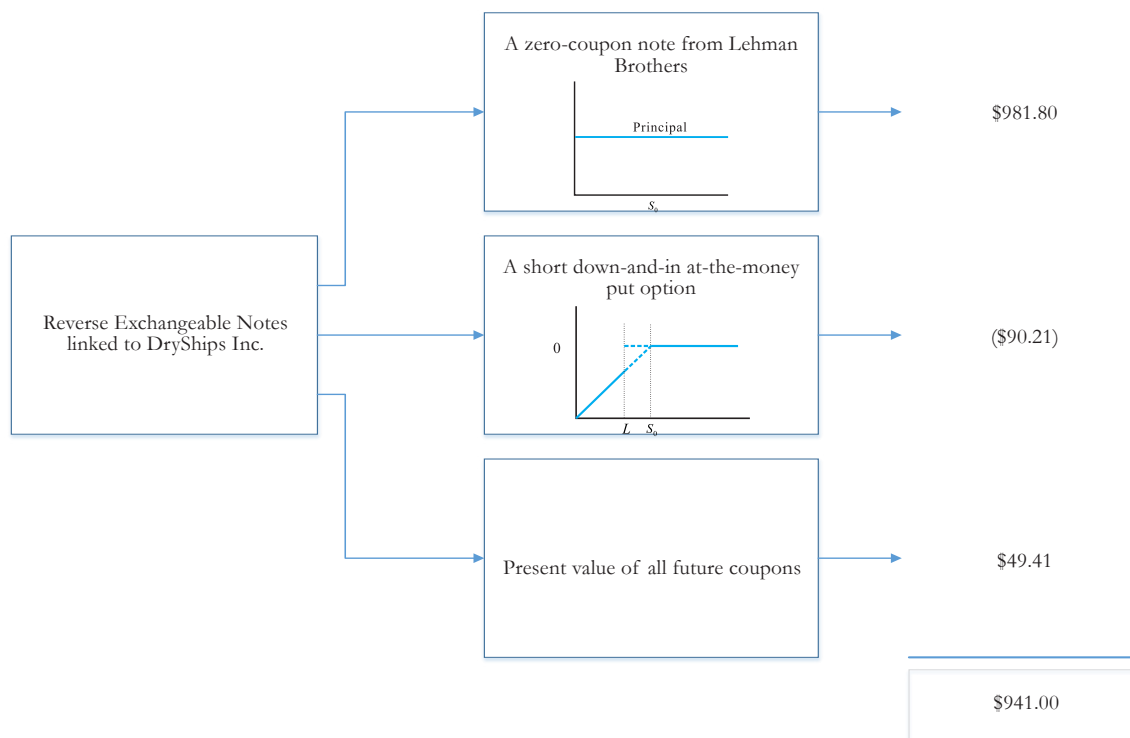 A zero-coupon note from Lehman
Brothers
Principal
S₀
$981.80
Reverse Exchangeable Notes
linked to DryShips Inc.
A short down-and-in at-the-money
put option
0
L
S₀
($90.21)
Present value of all future coupons
$49.41
$941.00